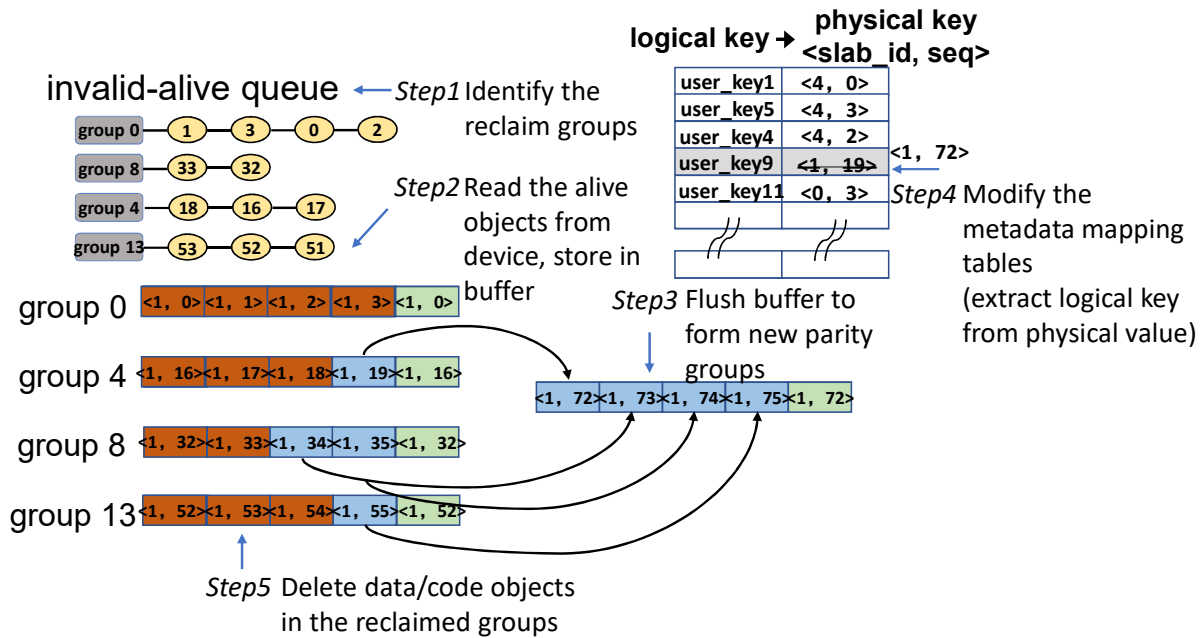 logical key → physical key
<slab_id, seq>
user_key1 <4, 0>
user_key5 <4, 3>
user_key4 <4, 2>
user_key9 <1, 19> <1, 72>
user_key11 <0, 3>
invalid-alive queue
Step1 Identify the
reclaim groups
group 0 1 3 0 2
group 8 33 32
group 4 18 16 17
group 13 53 52 51
Step2 Read the alive
objects from
device, store in
buffer
Step4 Modify the
metadata mapping
tables
(extract logical key
from physical value)
Step3 Flush buffer to
form new parity
groups
group 0 <1, 0> <1, 1> <1, 2> <1, 3> <1, 0>
group 4 <1, 16> <1, 17> <1, 18> <1, 19> <1, 16>
<1, 72> <1, 73> <1, 74> <1, 75> <1, 72>
group 8 <1, 32> <1, 33> <1, 34> <1, 35> <1, 32>
group 13 <1, 52> <1, 53> <1, 54> <1, 55> <1, 52>
Step5 Delete data/code objects
in the reclaimed groups